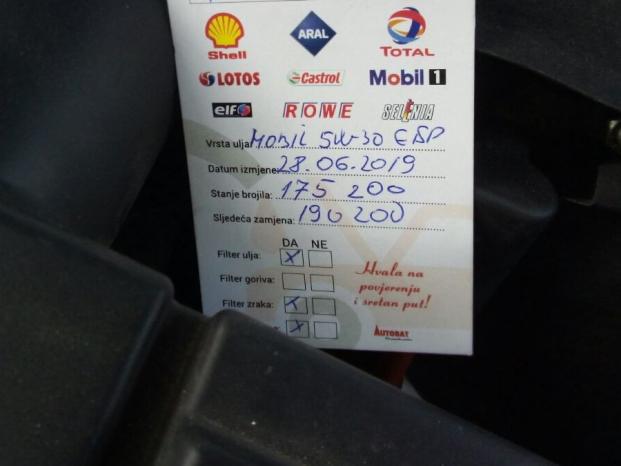 Shell ARAL TOTAL
LOTOS Castrol Mobil 1
elf ROWE SELENIA
Vrsta ulja: MOBIL 5W-30 ESP
Datum izmjene: 28.06.2019
Stanje brojila: 175 200
Sljedeća zamjena: 190 200
DA NE
Filter ulja: X
Filter goriva:
Filter zraka: X
X
Hvala na
povjerenju
i sretan put!
AUTOBAT